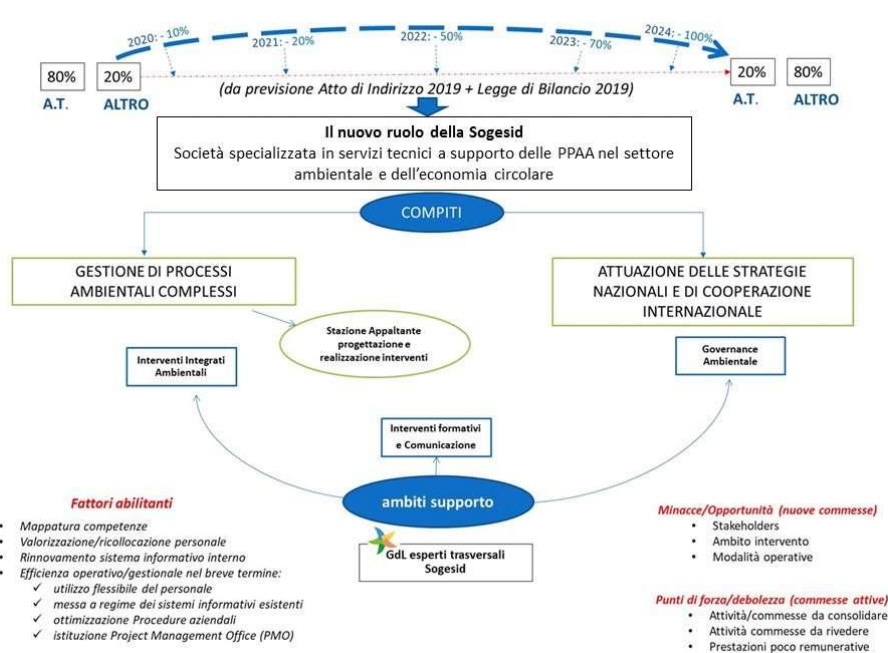 2020: - 10%
2021: - 20%
2022: - 50%
2023: - 70%
2024: - 100%
80%
20%
20%
80%
A.T.
ALTRO
A.T.
ALTRO
(da previsione Atto di Indirizzo 2019 + Legge di Bilancio 2019)
Il nuovo ruolo della Sogesid
Società specializzata in servizi tecnici a supporto delle PPAA nel settore
ambientale e dell'economia circolare
COMPITI
GESTIONE DI PROCESSI
AMBIENTALI COMPLESSI
ATTUAZIONE DELLE STRATEGIE
NAZIONALI E DI COOPERAZIONE
INTERNAZIONALE
Stazione Appaltante
progettazione e
realizzazione interventi
Interventi Integrati
Ambientali
Governance
Ambientale
Interventi formativi
e Comunicazione
ambiti supporto
GdL esperti trasversali
Sogesid
Fattori abilitanti
• Mappatura competenze
• Valorizzazione/ricollocazione personale
• Rinnovamento sistema informativo interno
• Efficienza operativo/gestionale nel breve termine:
✓ utilizzo flessibile del personale
✓ messa a regime dei sistemi informativi esistenti
✓ ottimizzazione Procedure aziendali
✓ istituzione Project Management Office (PMO)
Minacce/Opportunità (nuove commesse)
• Stakeholders
• Ambito intervento
• Modalità operative
Punti di forza/debolezza (commesse attive)
• Attività/commesse da consolidare
• Attività commesse da rivedere
• Prestazioni poco remunerative